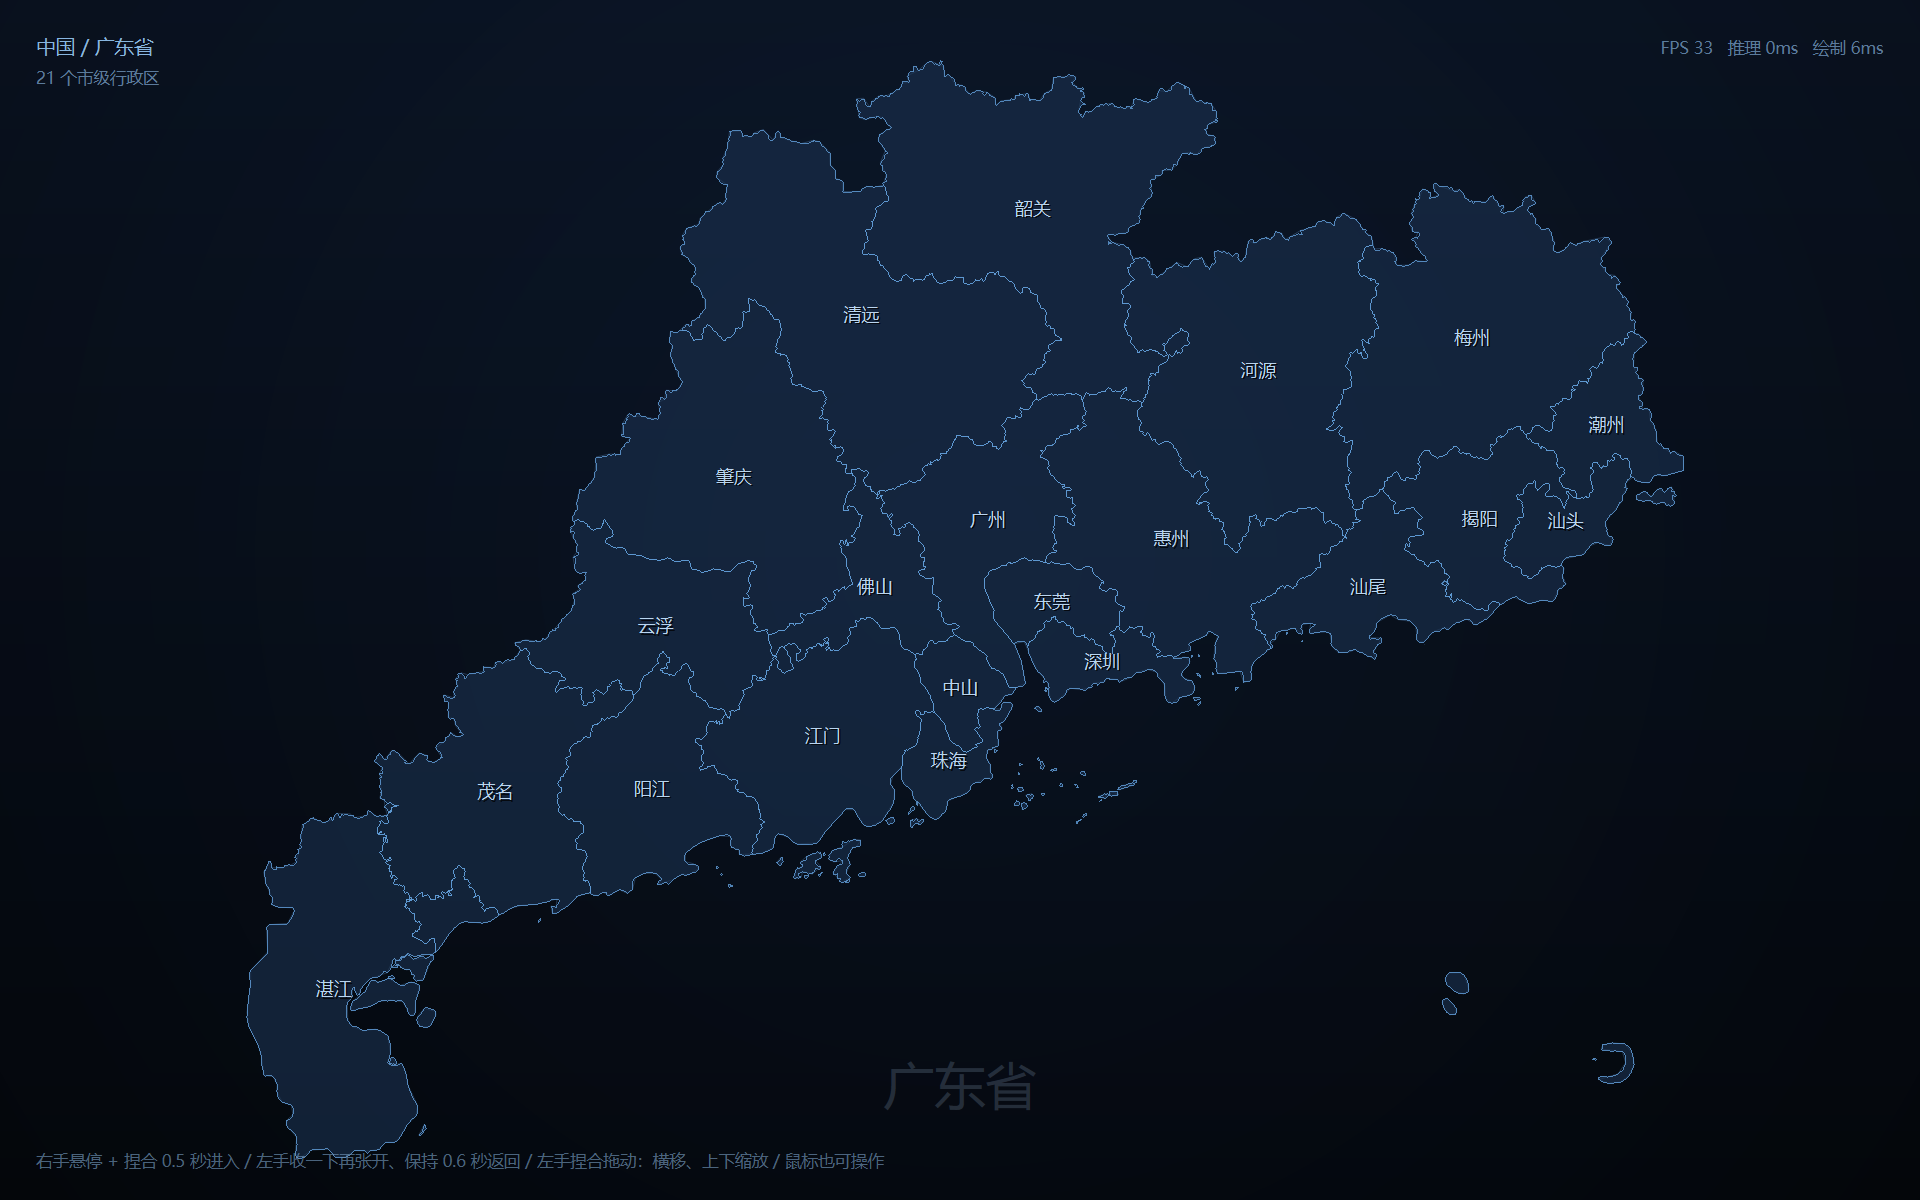 中国 / 广东省
21 个市级行政区
FPS 33 推理 0ms 绘制 6ms
韶关
清远
梅州
河源
潮州
肇庆
广州
揭阳
汕头
惠州
佛山
汕尾
东莞
云浮
深圳
中山
江门
珠海
阳江
茂名
湛江
广东省
右手悬停 + 捏合 0.5 秒进入 / 左手收一下再张开、保持 0.6 秒返回 / 左手捏合拖动：横移、上下缩放 / 鼠标也可操作